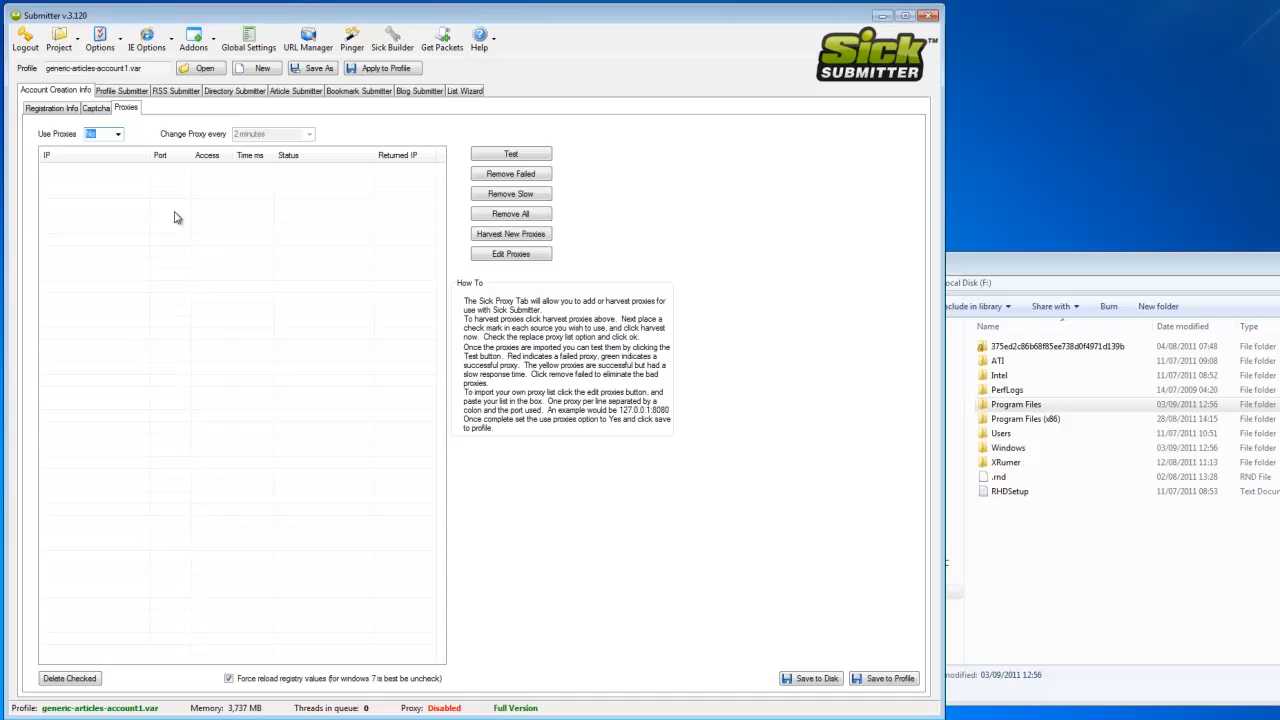 Submitter v.3.120
Logout Project Options IE Options Addons Global Settings URL Manager Pinger Sick Builder Get Packets Help
Sick SUBMITTER™
Profile generic-articles-account1.var Open New Save As Apply to Profile
Account Creation Info Profile Submitter RSS Submitter Directory Submitter Article Submitter Bookmark Submitter Blog Submitter List Wizard
Registration Info Captcha Proxies
Use Proxies No Change Proxy every 2 minutes
IP Port Access Time ms Status Returned IP
Test
Remove Failed
Remove Slow
Remove All
Harvest New Proxies
Edit Proxies
How To
The Sick Proxy Tab will allow you to add or harvest proxies for
use with Sick Submitter.
To harvest proxies click harvest proxies above. Next place a
check mark in each source you wish to use, and click harvest
now. Check the replace proxy list option and click ok.
Once the proxies are imported you can test them by clicking the
Test button. Red indicates a failed proxy, green indicates a
successful proxy. The yellow proxies are successful but had a
slow response time. Click remove failed to eliminate the bad
proxies.
To import your own proxy list click the edit proxies button, and
paste your list in the box. One proxy per line separated by a
colon and the port used. An example would be 127.0.0.1:8080
Once complete set the use proxies option to Yes and click save
to profile.
Delete Checked Force reload registry values (for windows 7 is best be uncheck) Save to Disk Save to Profile
Profile: generic-articles-account1.var Memory: 3,737 MB Threads in queue: 0 Proxy: Disabled Full Version
ocal Disk (F:)
nclude in library Share with Burn New folder
Name Date modified Type
375ed2c86b68f85ee738d0f4971d139b 04/08/2011 07:48 File folder
ATI 11/07/2011 09:08 File folder
Intel 11/07/2011 08:52 File folder
PerfLogs 14/07/2009 04:20 File folder
Program Files 03/09/2011 12:56 File folder
Program Files (x86) 28/08/2011 14:15 File folder
Users 11/07/2011 10:51 File folder
Windows 03/09/2011 12:56 File folder
XRumer 12/08/2011 11:13 File folder
.rnd 02/08/2011 13:28 RND File
RHDSetup 11/07/2011 08:53 Text Docum
modified: 03/09/2011 12:56